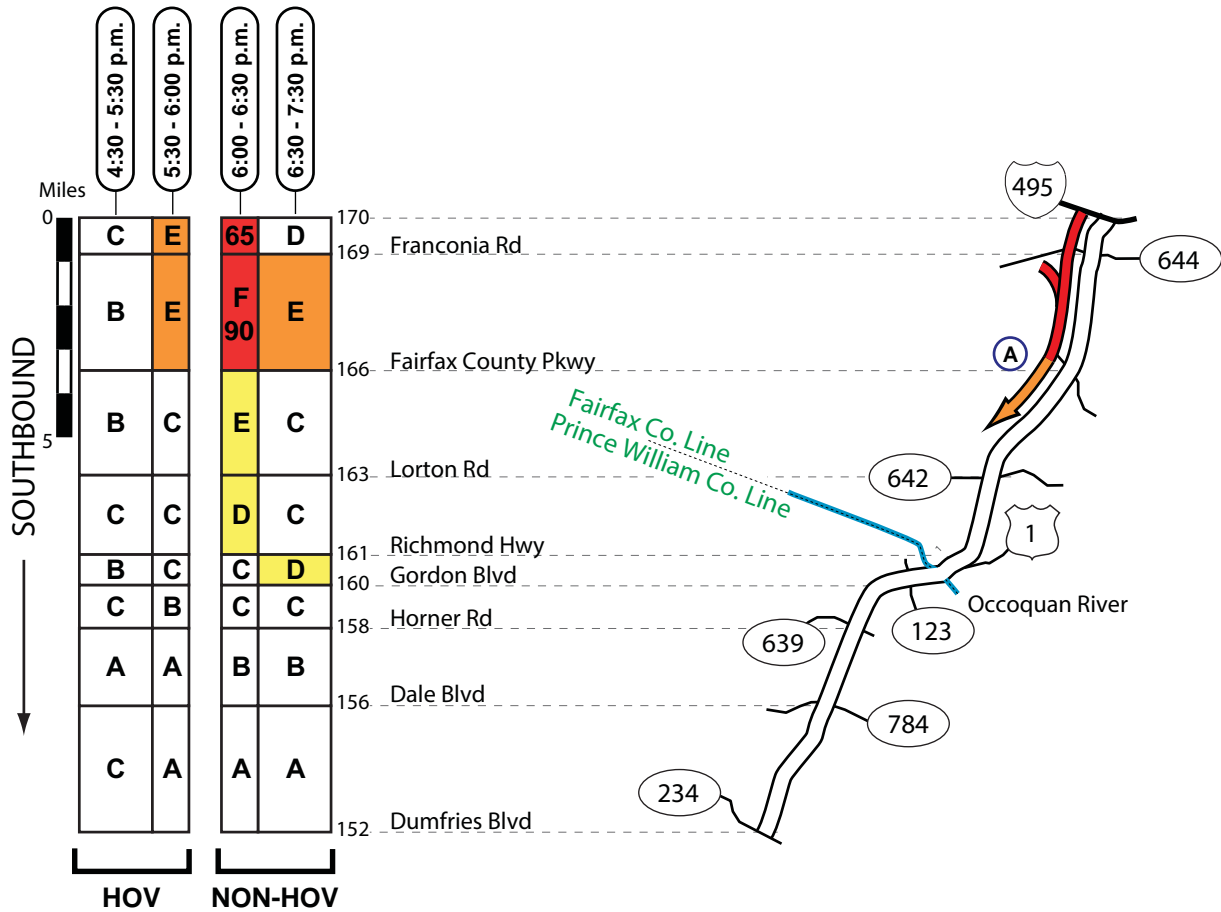 4:30 - 5:30 p.m.
5:30 - 6:00 p.m.
6:00 - 6:30 p.m.
6:30 - 7:30 p.m.
Miles
0
5
SOUTHBOUND
C E 65 D
B E F 90 E
B C E C
C C D C
B C C D
C B C C
A A B B
C A A A
HOV
NON-HOV
170
169 Franconia Rd
166 Fairfax County Pkwy
163 Lorton Rd
161 Richmond Hwy
160 Gordon Blvd
158 Horner Rd
156 Dale Blvd
152 Dumfries Blvd
495
644
A
Fairfax Co. Line
Prince William Co. Line
642
1
Occoquan River
123
639
784
234